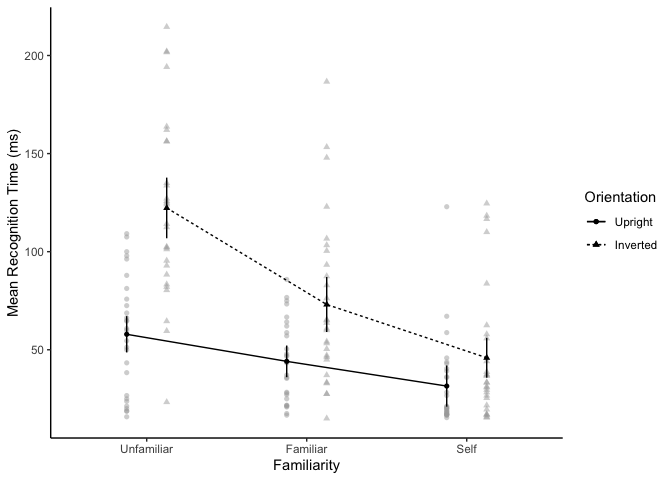 Mean Recognition Time (ms)
200
150
100
50
Unfamiliar
Familiar
Self
Familiarity
Orientation
Upright
Inverted